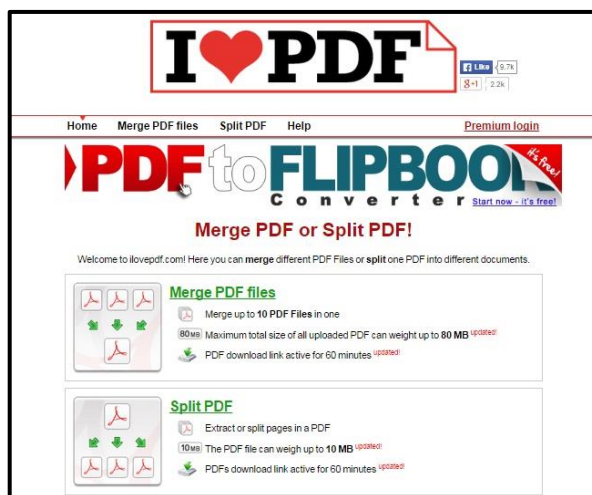 I ♥ PDF
Like 9.7k
g+1 2.2k
Home Merge PDF files Split PDF Help Premium login
PDF to FLIPBOOK it's free!
Converter Start now - it's free!
Merge PDF or Split PDF!
Welcome to ilovepdf.com! Here you can merge different PDF Files or split one PDF into different documents.
Merge PDF files
Merge up to 10 PDF Files in one
80MB Maximum total size of all uploaded PDF can weight up to 80 MB updated!
PDF download link active for 60 minutes updated!
Split PDF
Extract or split pages in a PDF
10MB The PDF file can weigh up to 10 MB updated!
PDFs download link active for 60 minutes updated!